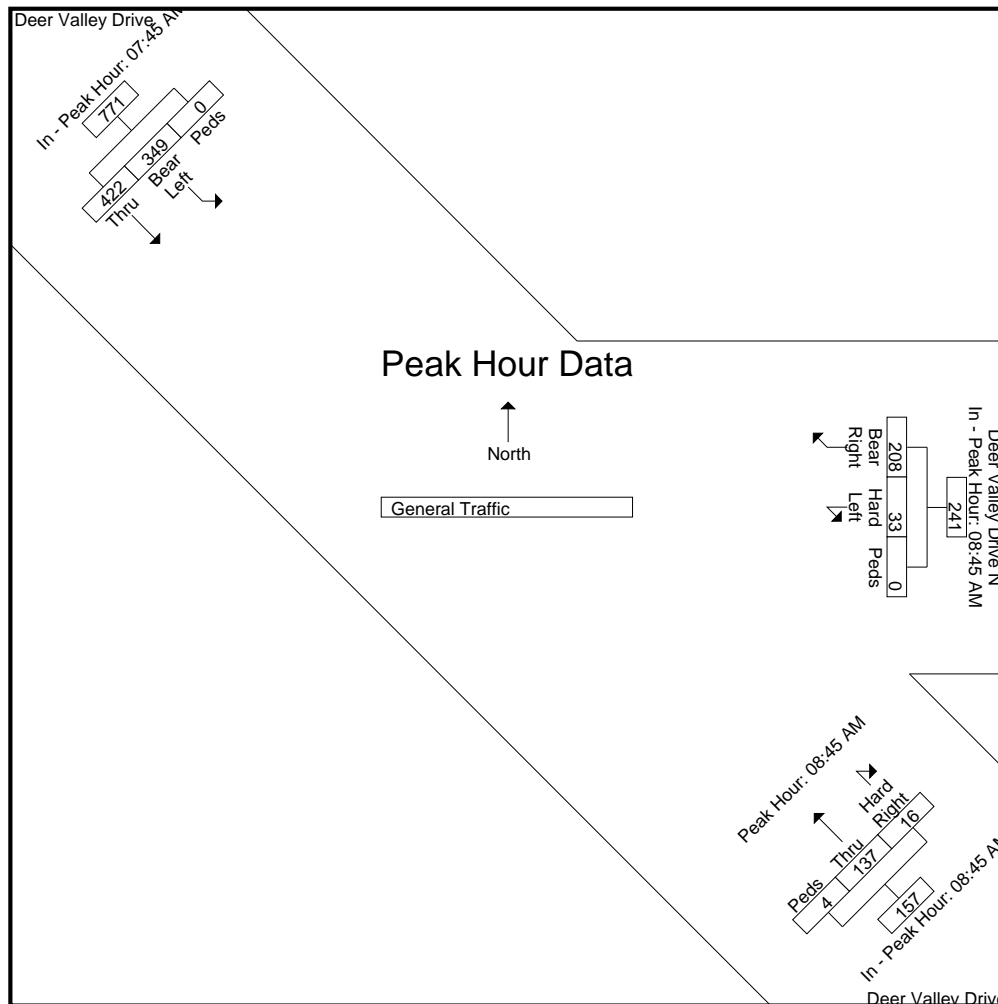 Deer Valley Drive
In - Peak Hour: 07:45 AM
771
422
349
0
Thru
Bear
Left
Peds
Peak Hour Data
North
General Traffic
Deer Valley Drive N
In - Peak Hour: 08:45 AM
241
208
33
0
Bear
Right
Hard
Left
Peds
Peak Hour: 08:45 AM
Hard
Right
Thru
Peds
16
137
4
157
In - Peak Hour: 08:45 AM
Deer Valley Drive